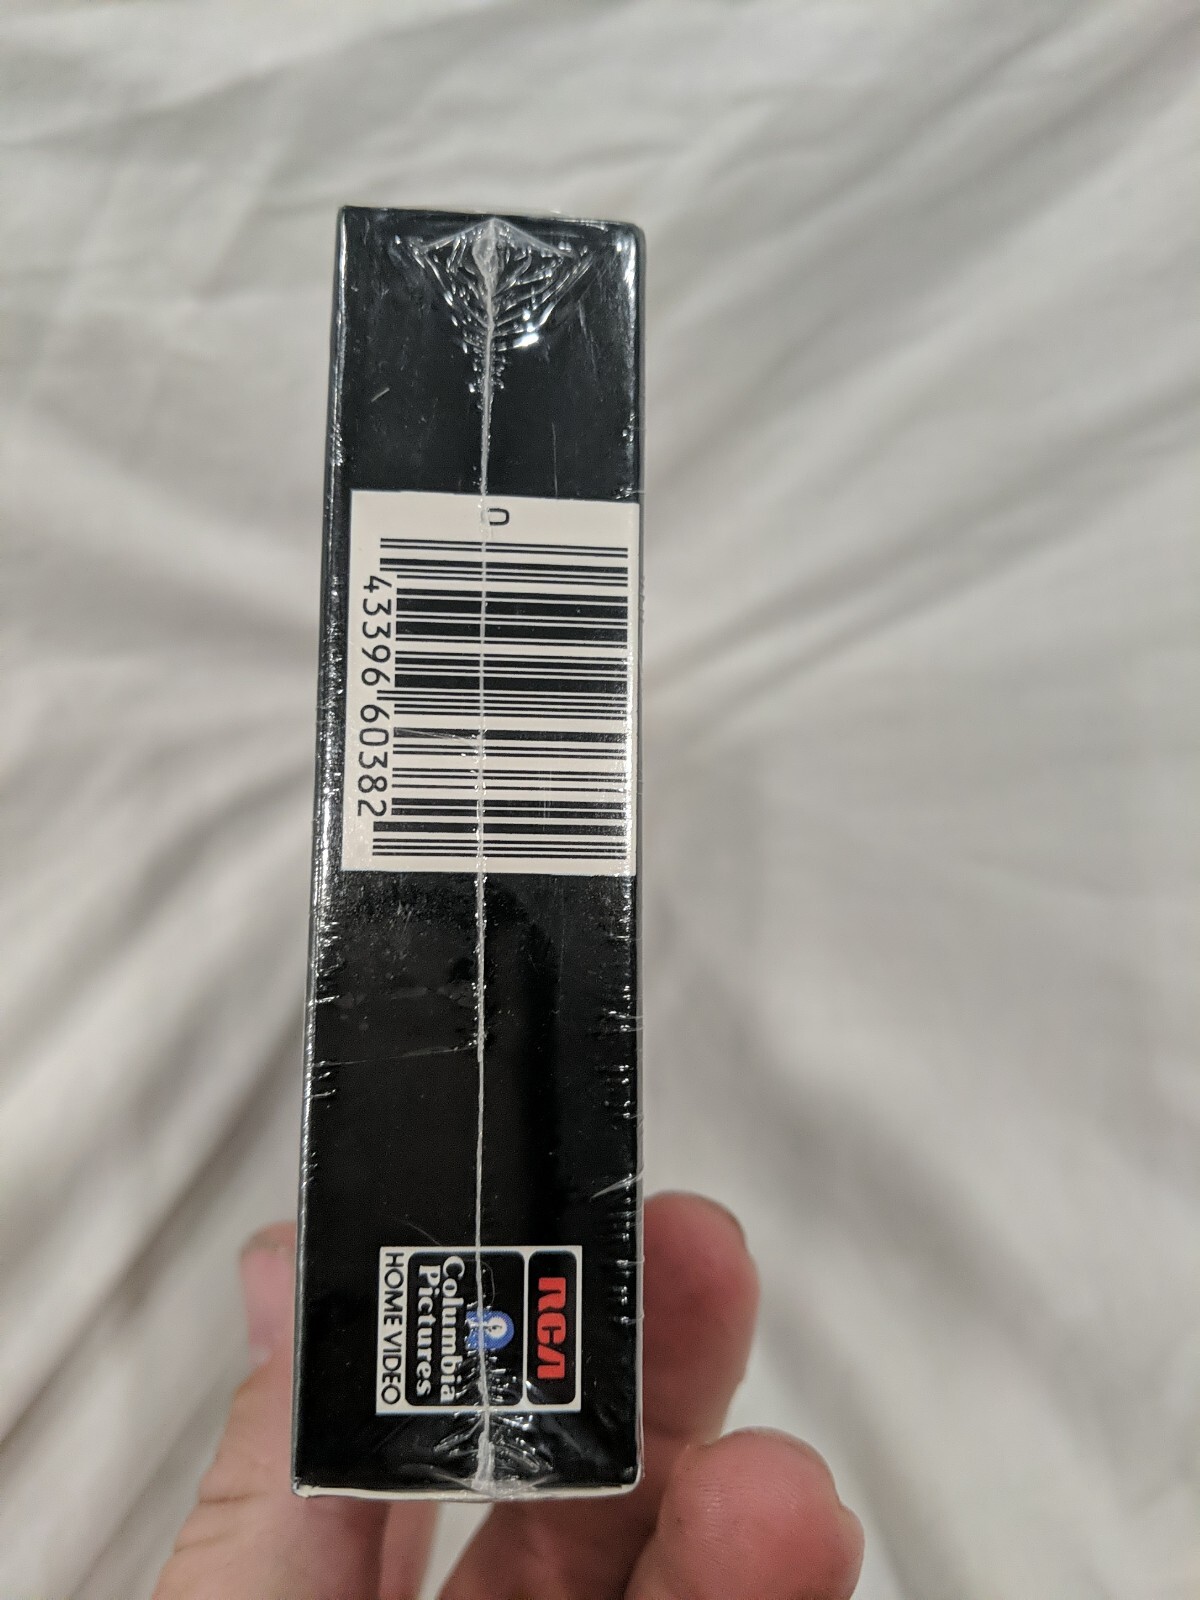 0
43396 60382
RCA
Columbia
Pictures
HOME VIDEO